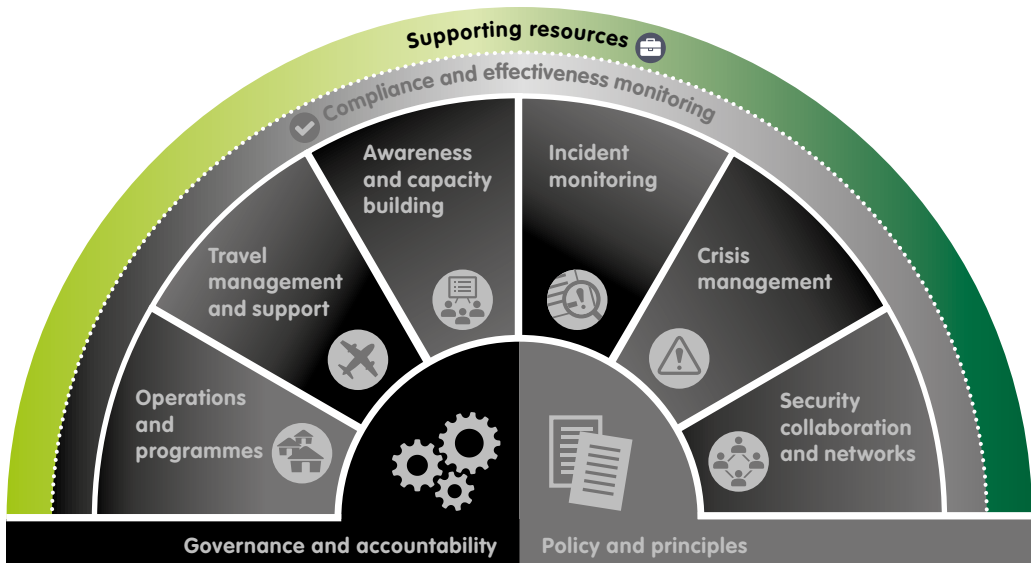 Supporting resources
Compliance and effectiveness monitoring
Awareness
and capacity
building
Incident
monitoring
Travel
management
and support
Crisis
management
Operations
and
programmes
Security
collaboration
and networks
Governance and accountability
Policy and principles